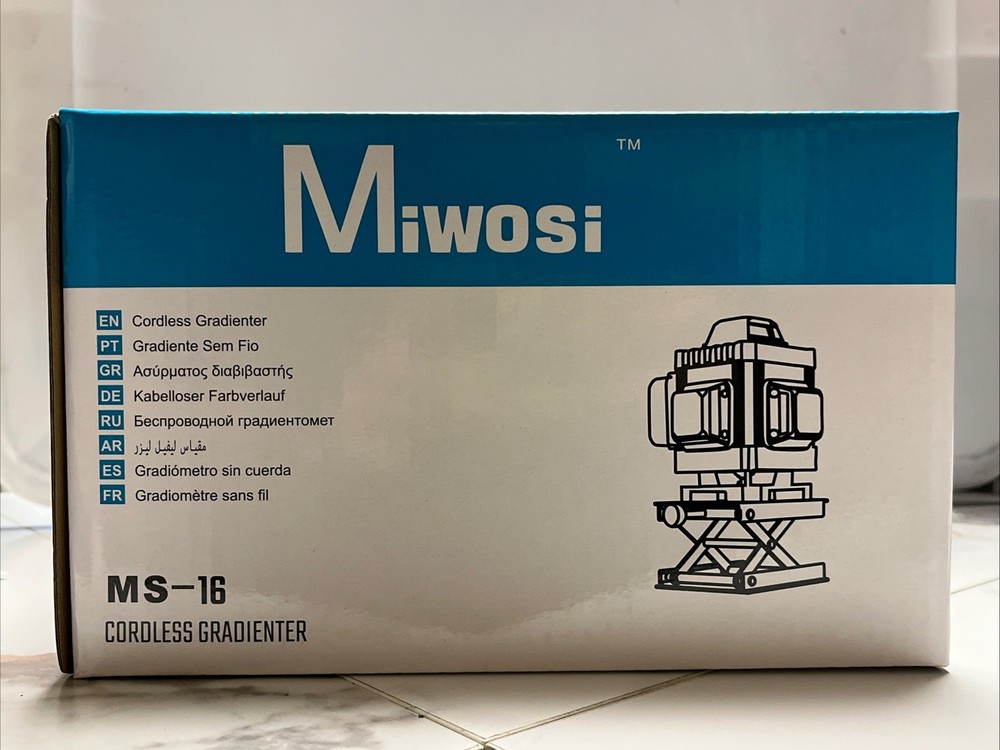 Miwosi ™
EN Cordless Gradienter
PT Gradiente Sem Fio
GR Ασύρματος διαβιβαστής
DE Kabelloser Farbverlauf
RU Беспроводной градиентомет
AR مقياس ليفيل ليزر
ES Gradiómetro sin cuerda
FR Gradiomètre sans fil
MS-16
CORDLESS GRADIENTER